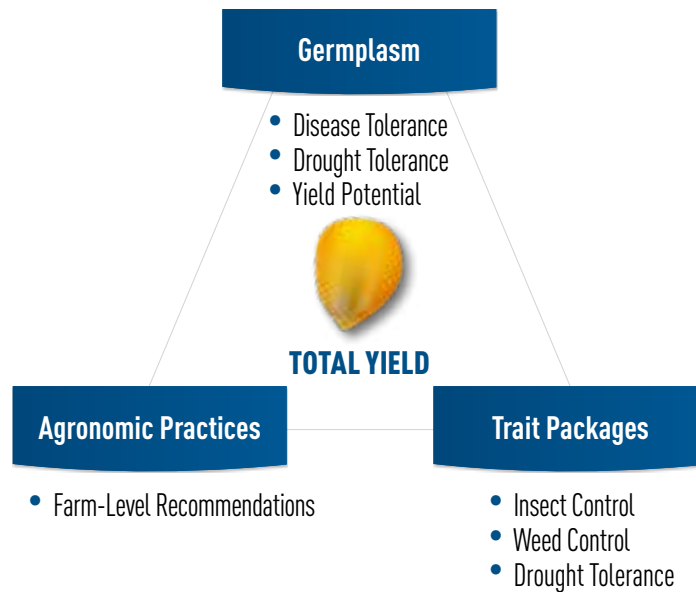 Germplasm
• Disease Tolerance
• Drought Tolerance
• Yield Potential
TOTAL YIELD
Agronomic Practices
• Farm-Level Recommendations
Trait Packages
• Insect Control
• Weed Control
• Drought Tolerance